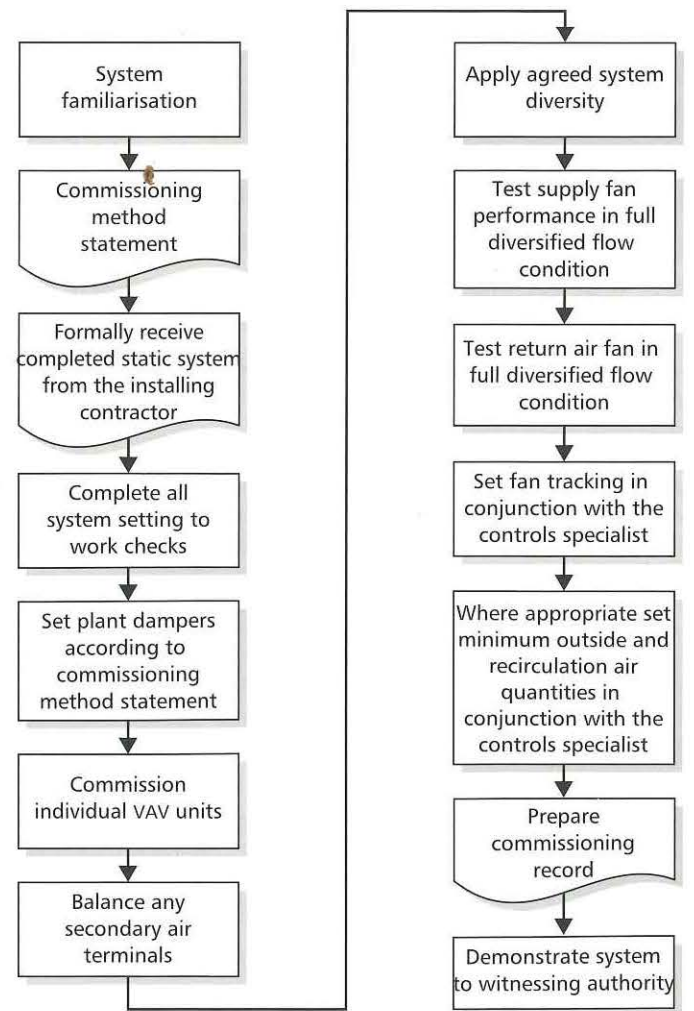 System
familiarisation
Commissioning
method
statement
Formally receive
completed static system
from the installing
contractor
Complete all
system setting to
work checks
Set plant dampers
according to
commissioning
method statement
Commission
individual VAV units
Balance any
secondary air
terminals
Apply agreed system
diversity
Test supply fan
performance in full
diversified flow
condition
Test return air fan in
full diversified flow
condition
Set fan tracking in
conjunction with the
controls specialist
Where appropriate set
minimum outside and
recirculation air
quantities in
conjunction with the
controls specialist
Prepare
commissioning
record
Demonstrate system
to witnessing authority